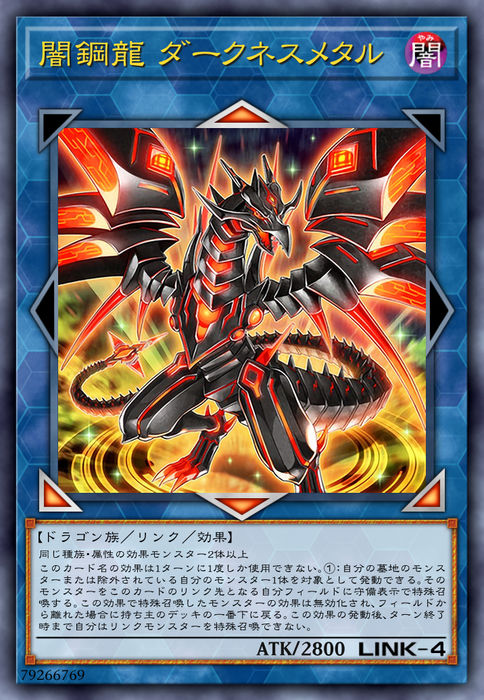 闇鋼龍 ダークネスメタル
やみ
闇
【ドラゴン族／リンク／効果】
同じ種族・属性の効果モンスター2体以上
このカード名の効果は1ターンに1度しか使用できない。①：自分の墓地のモン
スターまたは除外されている自分のモンスター1体を対象として発動できる。その
モンスターをこのカードのリンク先となる自分フィールドに守備表示で特殊召
喚する。この効果で特殊召喚したモンスターの効果は無効化され、フィールドか
ら離れた場合に持ち主のデッキの一番下に戻る。この効果の発動後、ターン終了
時まで自分はリンクモンスターを特殊召喚できない。
ATK/2800 LINK-4
79266769